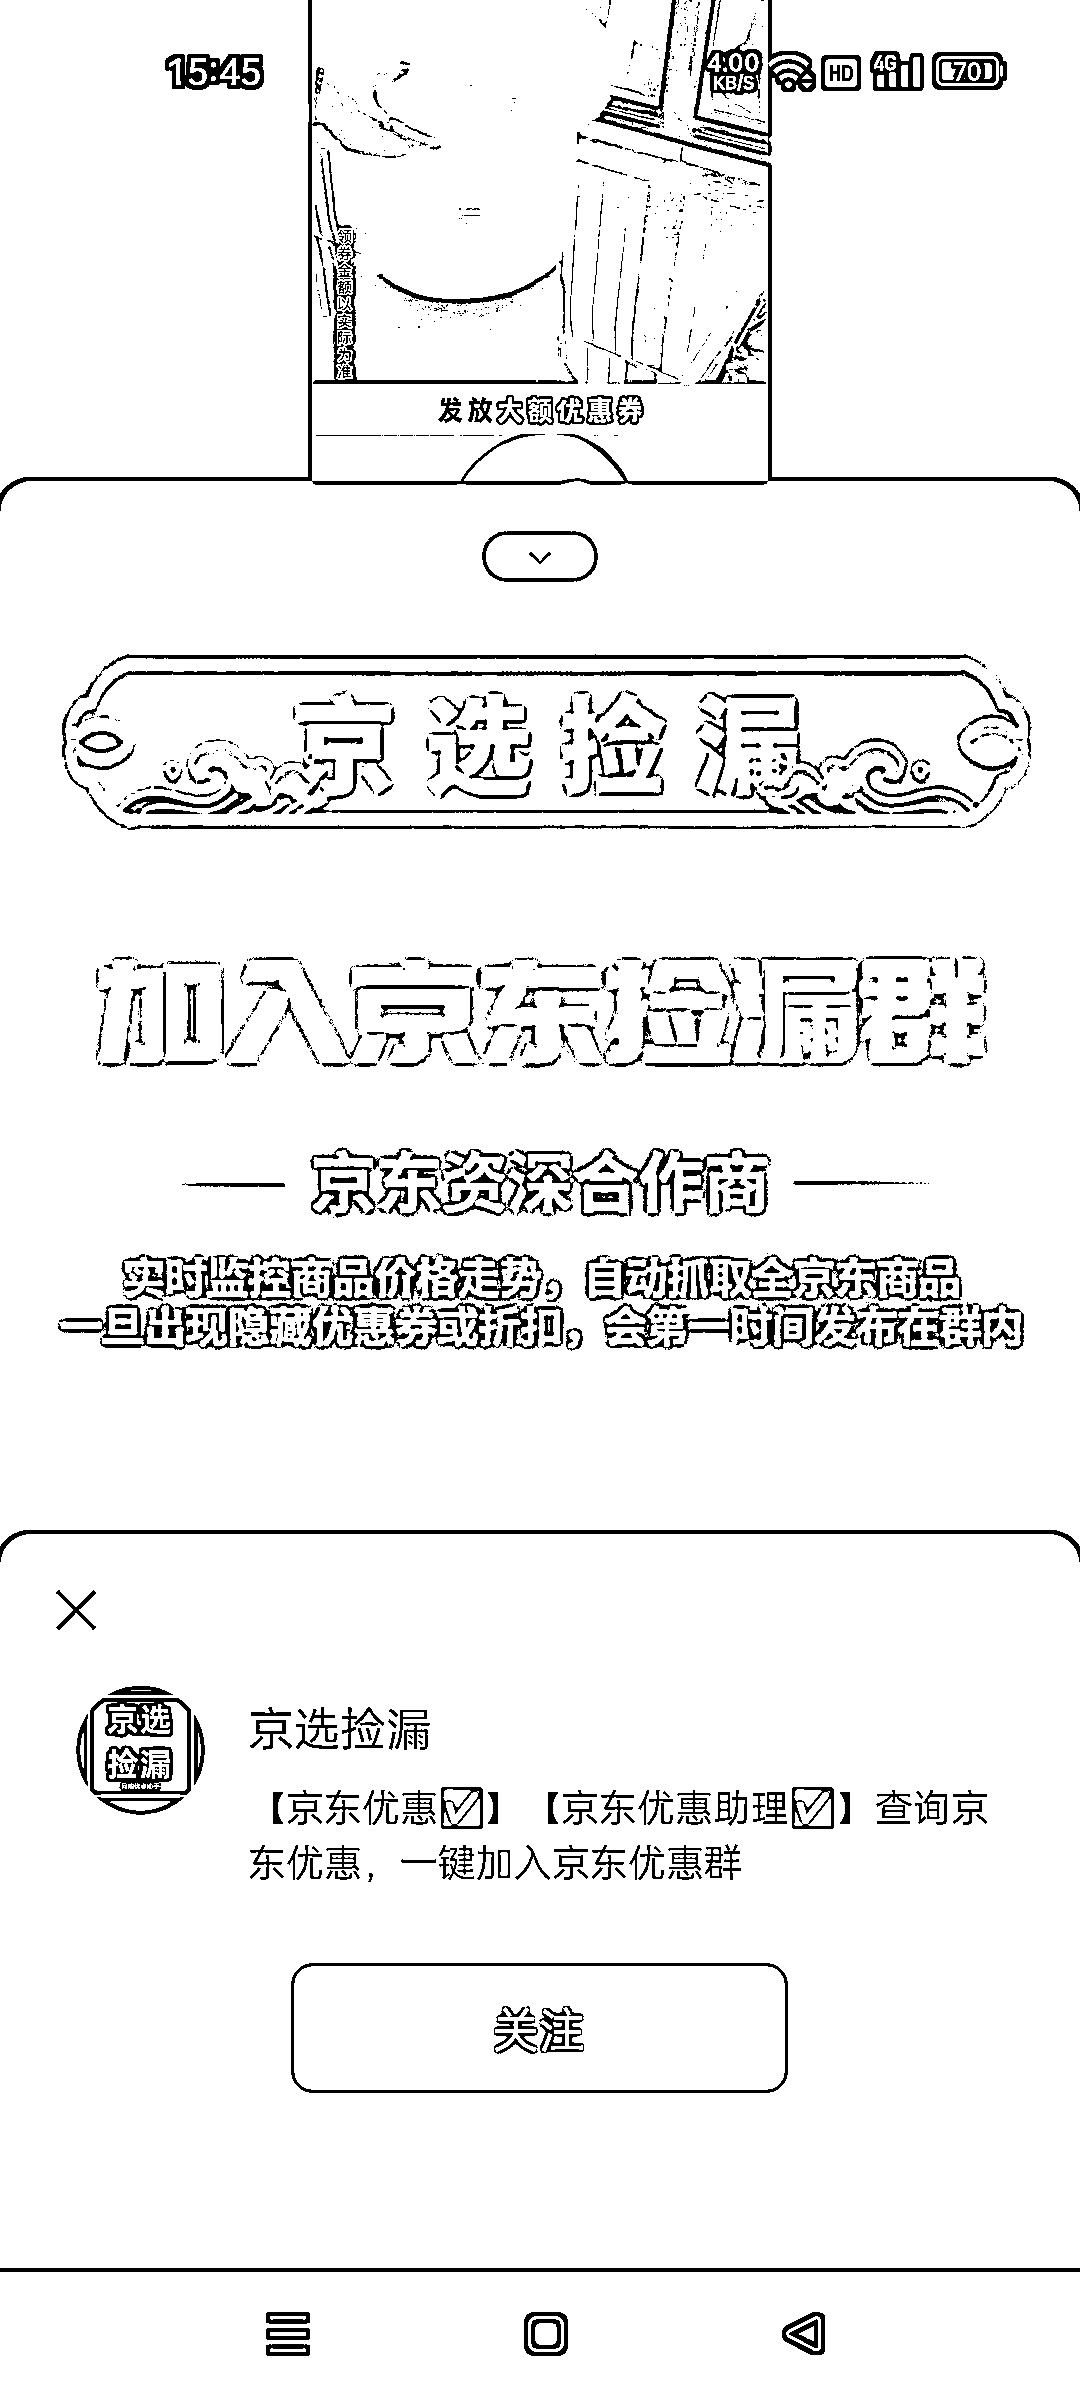 15:45
4.00
KB/S
HD
4G
70
领券金额以实际为准
发放大额优惠券
京选捡漏
加入京东捡漏群
京东资深合作商
实时监控商品价格走势，自动抓取全京东商品
一旦出现隐藏优惠券或折扣，会第一时间发布在群内
京选
捡漏
京选捡漏
【京东优惠☑】【京东优惠助理☑】查询京
东优惠，一键加入京东优惠群
关注